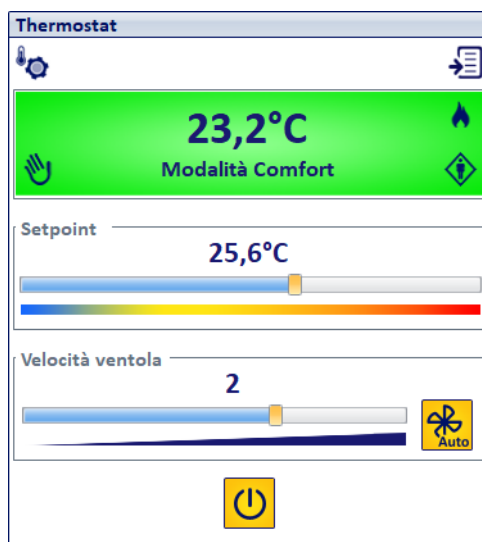 Thermostat
23,2°C
Modalità Comfort
Setpoint
25,6°C
Velocità ventola
2
Auto